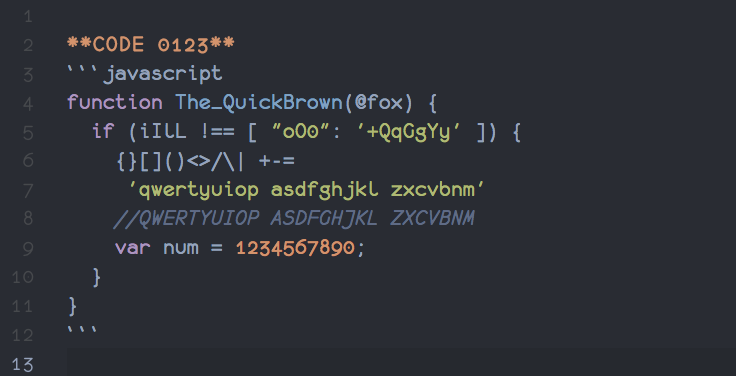 1
2 **CODE 0123**
3 ```javascript
4 function The_QuickBrown(@fox) {
5   if (iIlL !== [ "oO0": '+QqGgYy' ]) {
6     {}[]()<>/\| +-=
7      'qwertyuiop asdfghjkl zxcvbnm'
8     //QWERTYUIOP ASDFGHJKL ZXCVBNM
9     var num = 1234567890;
10   }
11 }
12 ```
13